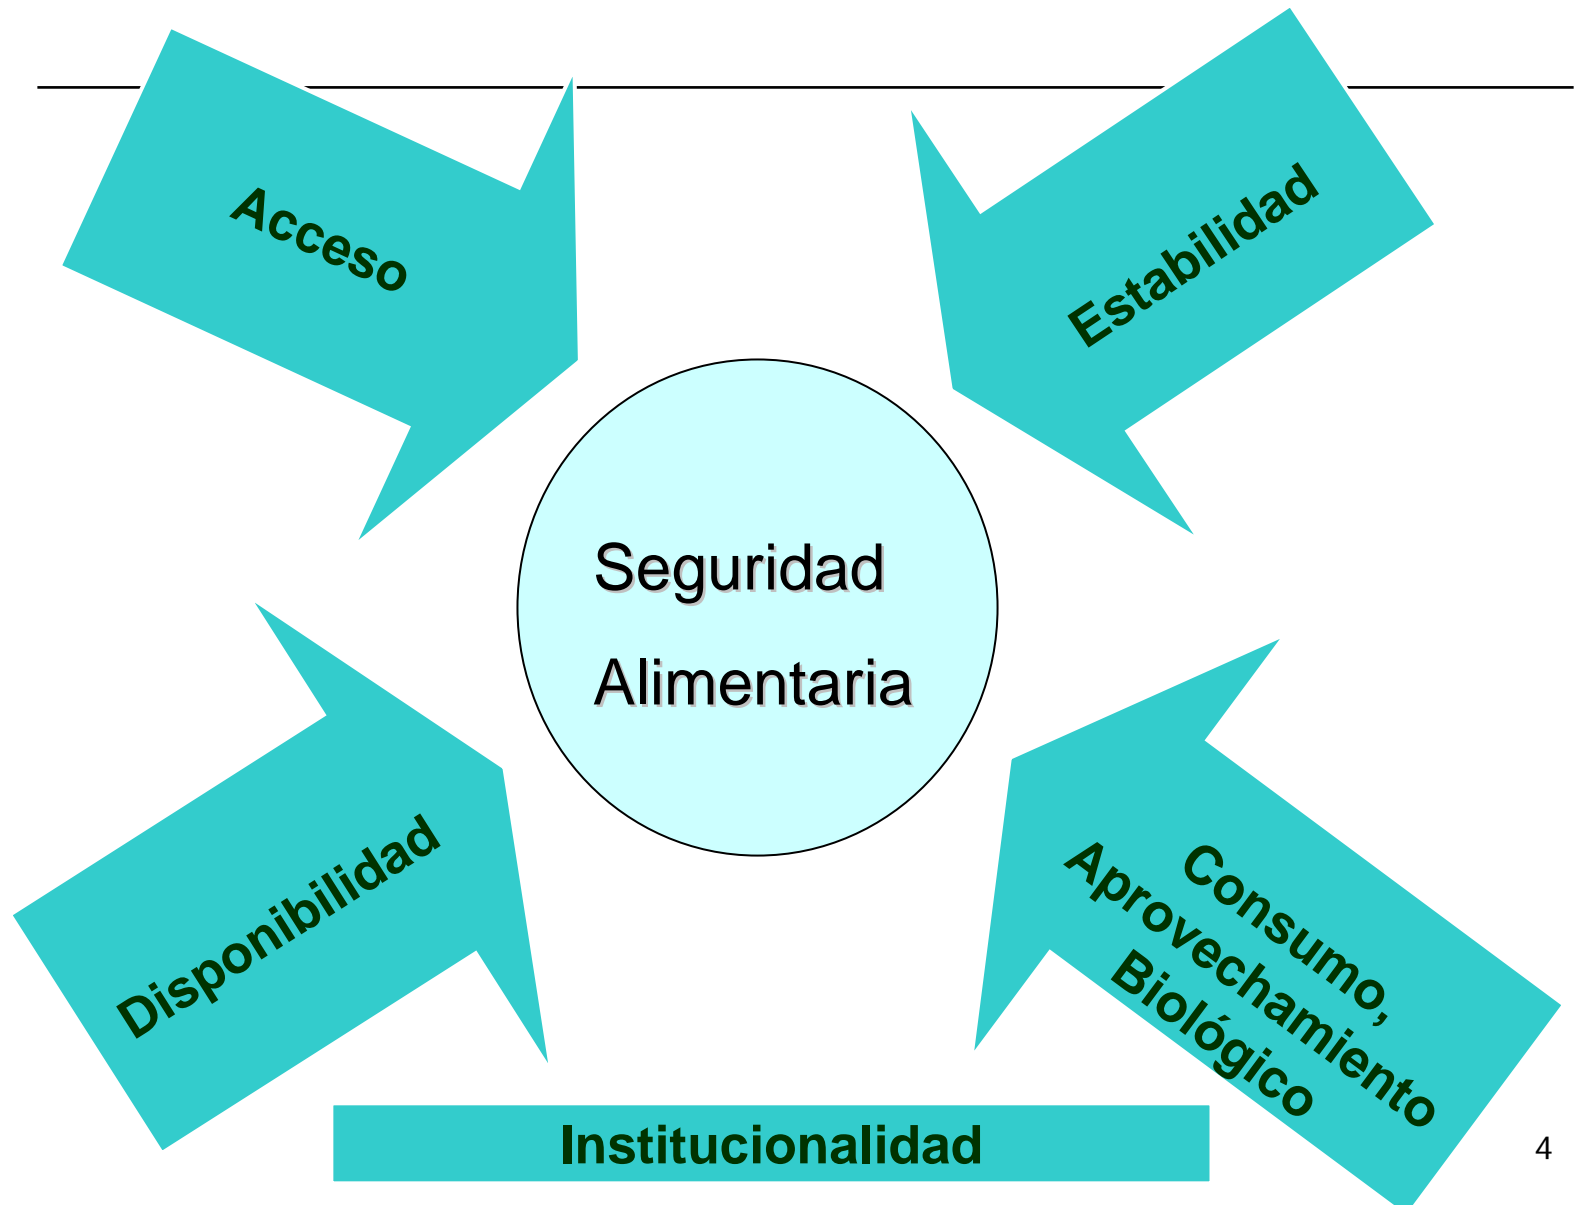 Acceso
Estabilidad
Seguridad
Alimentaria
Disponibilidad
Consumo,
Aprovechamiento
Biológico
Institucionalidad
4